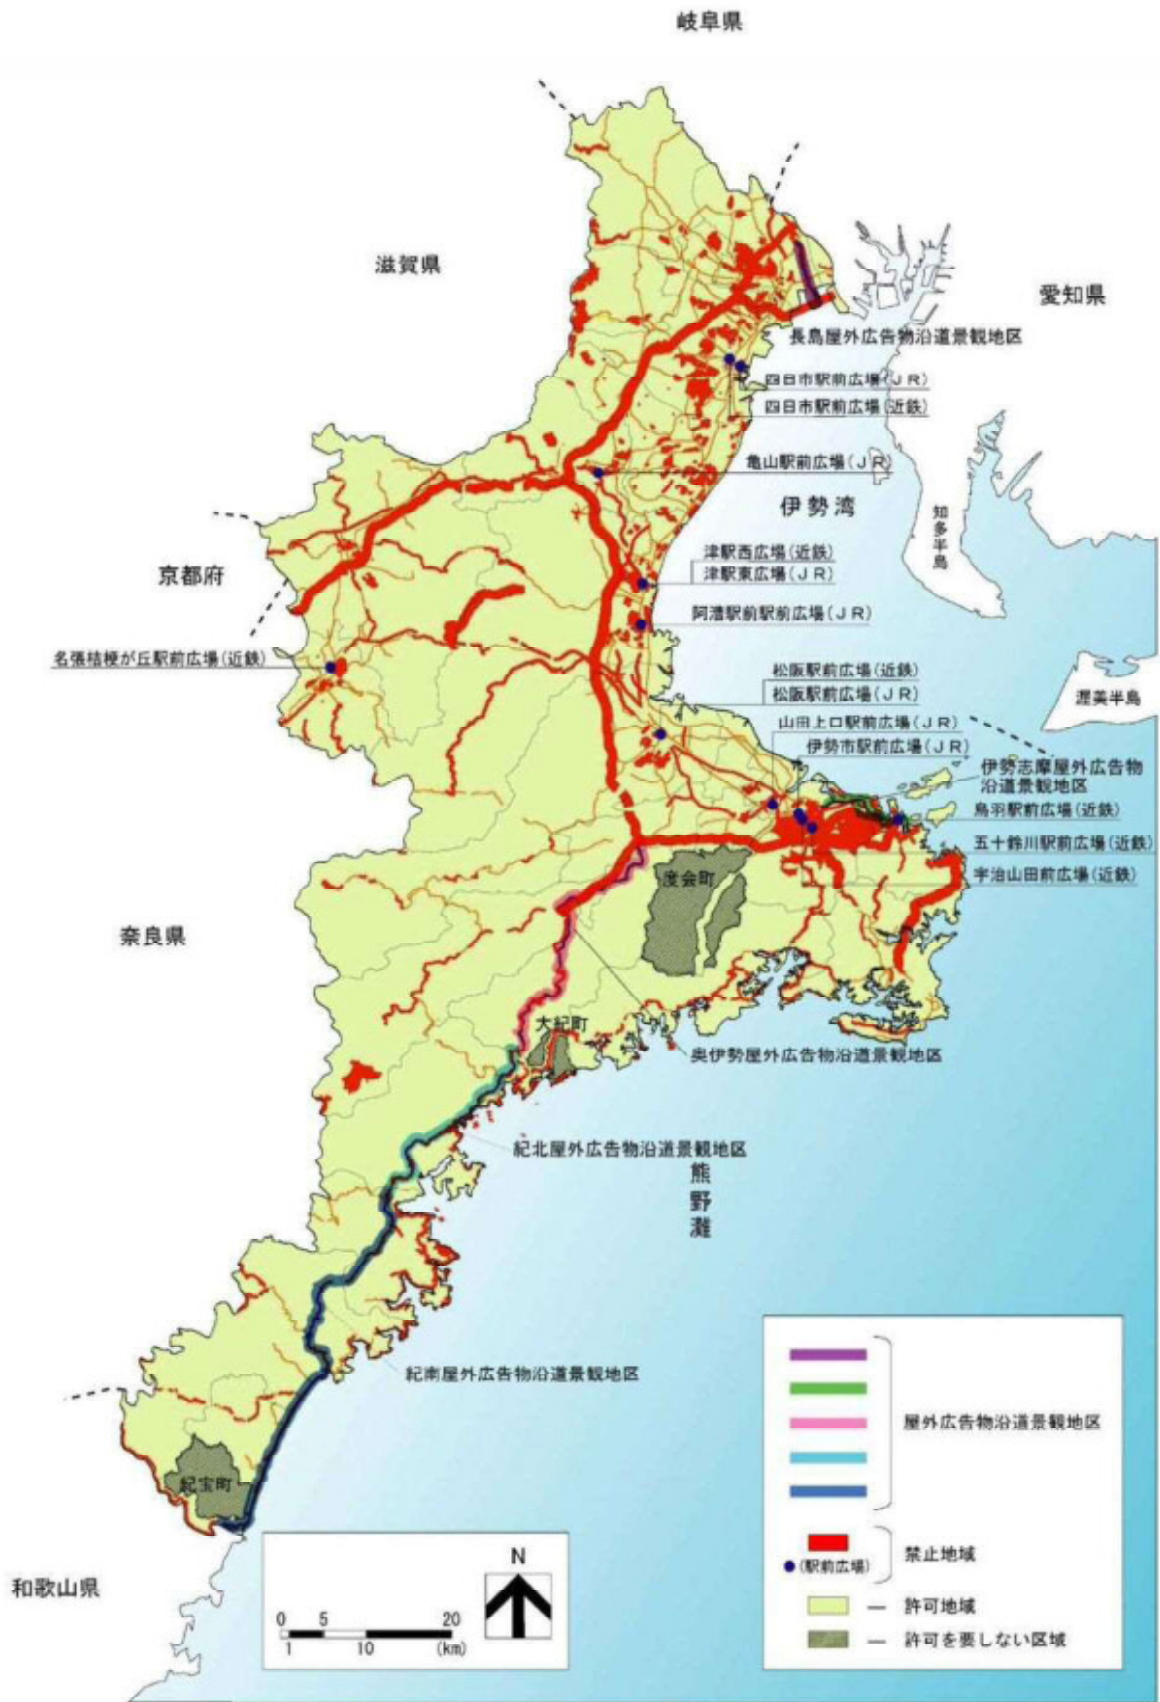 岐阜県
滋賀県
愛知県
長島屋外広告物沿道景観地区
四日市駅前広場(JR)
四日市駅前広場(近鉄)
亀山駅前広場(JR)
伊勢湾
知多半島
京都府
津駅西広場(近鉄)
津駅東広場(JR)
阿漕駅前駅前広場(JR)
名張桔梗が丘駅前広場(近鉄)
松阪駅前広場(近鉄)
松阪駅前広場(JR)
渥美半島
山田上口駅前広場(JR)
伊勢市駅前広場(JR)
伊勢志摩屋外広告物
沿道景観地区
鳥羽駅前広場(近鉄)
五十鈴川駅前広場(近鉄)
宇治山田前広場(近鉄)
度会町
奈良県
大紀町
奥伊勢屋外広告物沿道景観地区
紀北屋外広告物沿道景観地区
熊野灘
紀南屋外広告物沿道景観地区
紀宝町
和歌山県
屋外広告物沿道景観地区
禁止地域
(駅前広場)
許可地域
許可を要しない区域
N
0 5 20
1 10 (km)